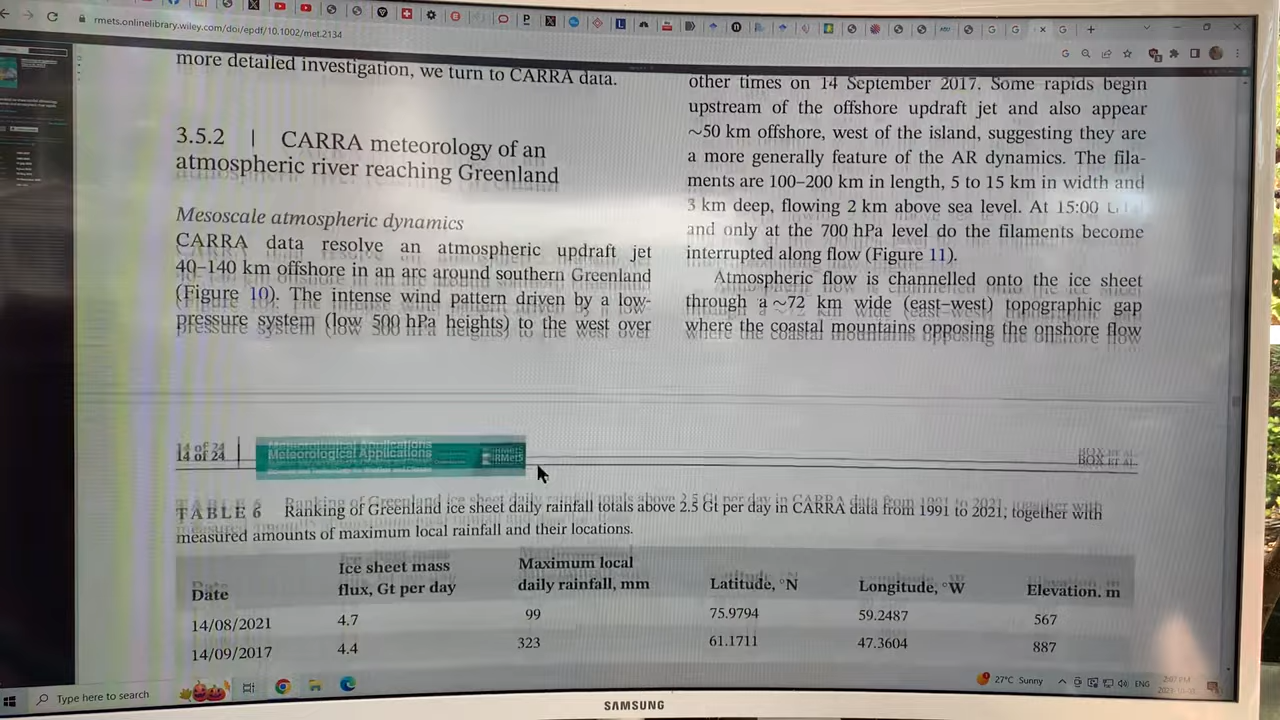 rmets.onlinelibrary.wiley.com/doi/epdf/10.1002/met.2134
more detailed investigation, we turn to CARRA data.
3.5.2 | CARRA meteorology of an
atmospheric river reaching Greenland
Mesoscale atmospheric dynamics
CARRA data resolve an atmospheric updraft jet
40–140 km offshore in an arc around southern Greenland
(Figure 10). The intense wind pattern driven by a low-
pressure system (low 500 hPa heights) to the west over
other times on 14 September 2017. Some rapids begin
upstream of the offshore updraft jet and also appear
~50 km offshore, west of the island, suggesting they are
a more generally feature of the AR dynamics. The fila-
ments are 100–200 km in length, 5 to 15 km in width and
3 km deep, flowing 2 km above sea level. At 15:00
and only at the 700 hPa level do the filaments become
interrupted along flow (Figure 11).
Atmospheric flow is channelled onto the ice sheet
through a ~72 km wide (east–west) topographic gap
where the coastal mountains opposing the onshore flow
14 of 24
Meteorological Applications
RMetS
BOX ET AL.
TABLE 6 Ranking of Greenland ice sheet daily rainfall totals above 2.5 Gt per day in CARRA data from 1991 to 2021; together with
measured amounts of maximum local rainfall and their locations.
Date Ice sheet mass flux, Gt per day Maximum local daily rainfall, mm Latitude, °N Longitude, °W Elevation. m
14/08/2021 4.7 99 75.9794 59.2487 567
14/09/2017 4.4 323 61.1711 47.3604 887
Type here to search
27°C Sunny
ENG
2:07 PM
SAMSUNG